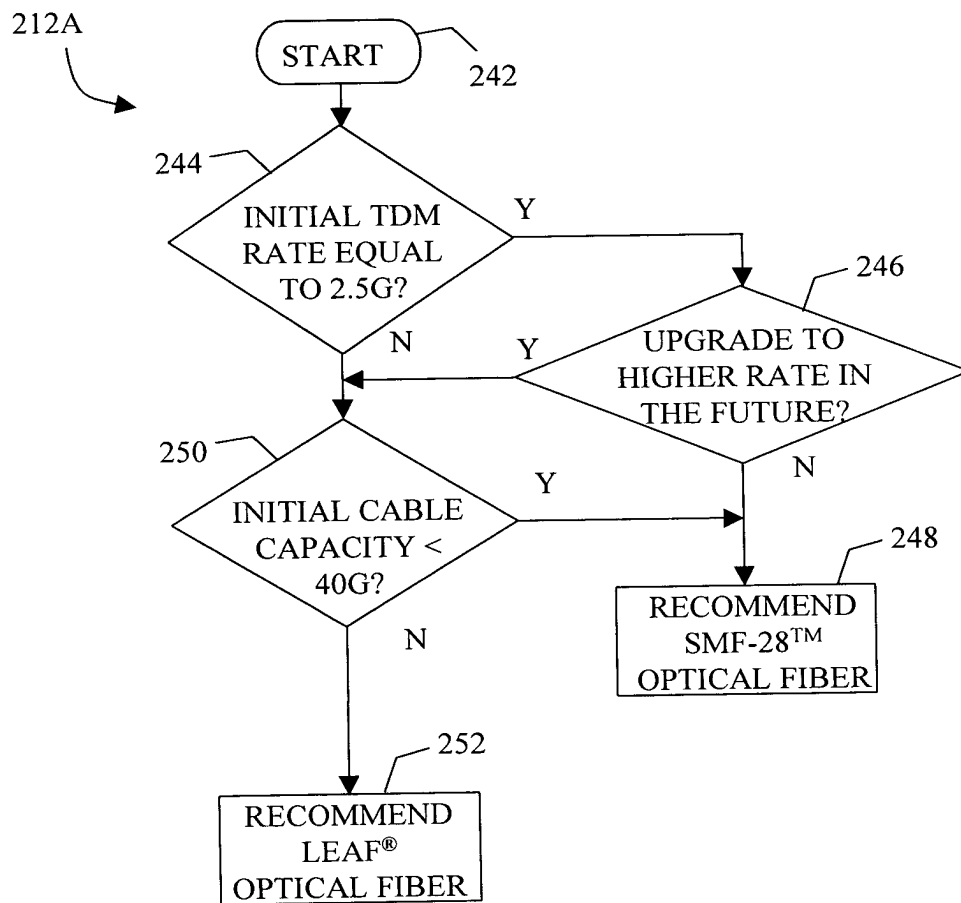 212A
START
242
244
INITIAL TDM
RATE EQUAL
TO 2.5G?
Y
N
246
UPGRADE TO
HIGHER RATE IN
THE FUTURE?
Y
N
250
INITIAL CABLE
CAPACITY <
40G?
Y
N
248
RECOMMEND
SMF-28™
OPTICAL FIBER
252
RECOMMEND
LEAF®
OPTICAL FIBER